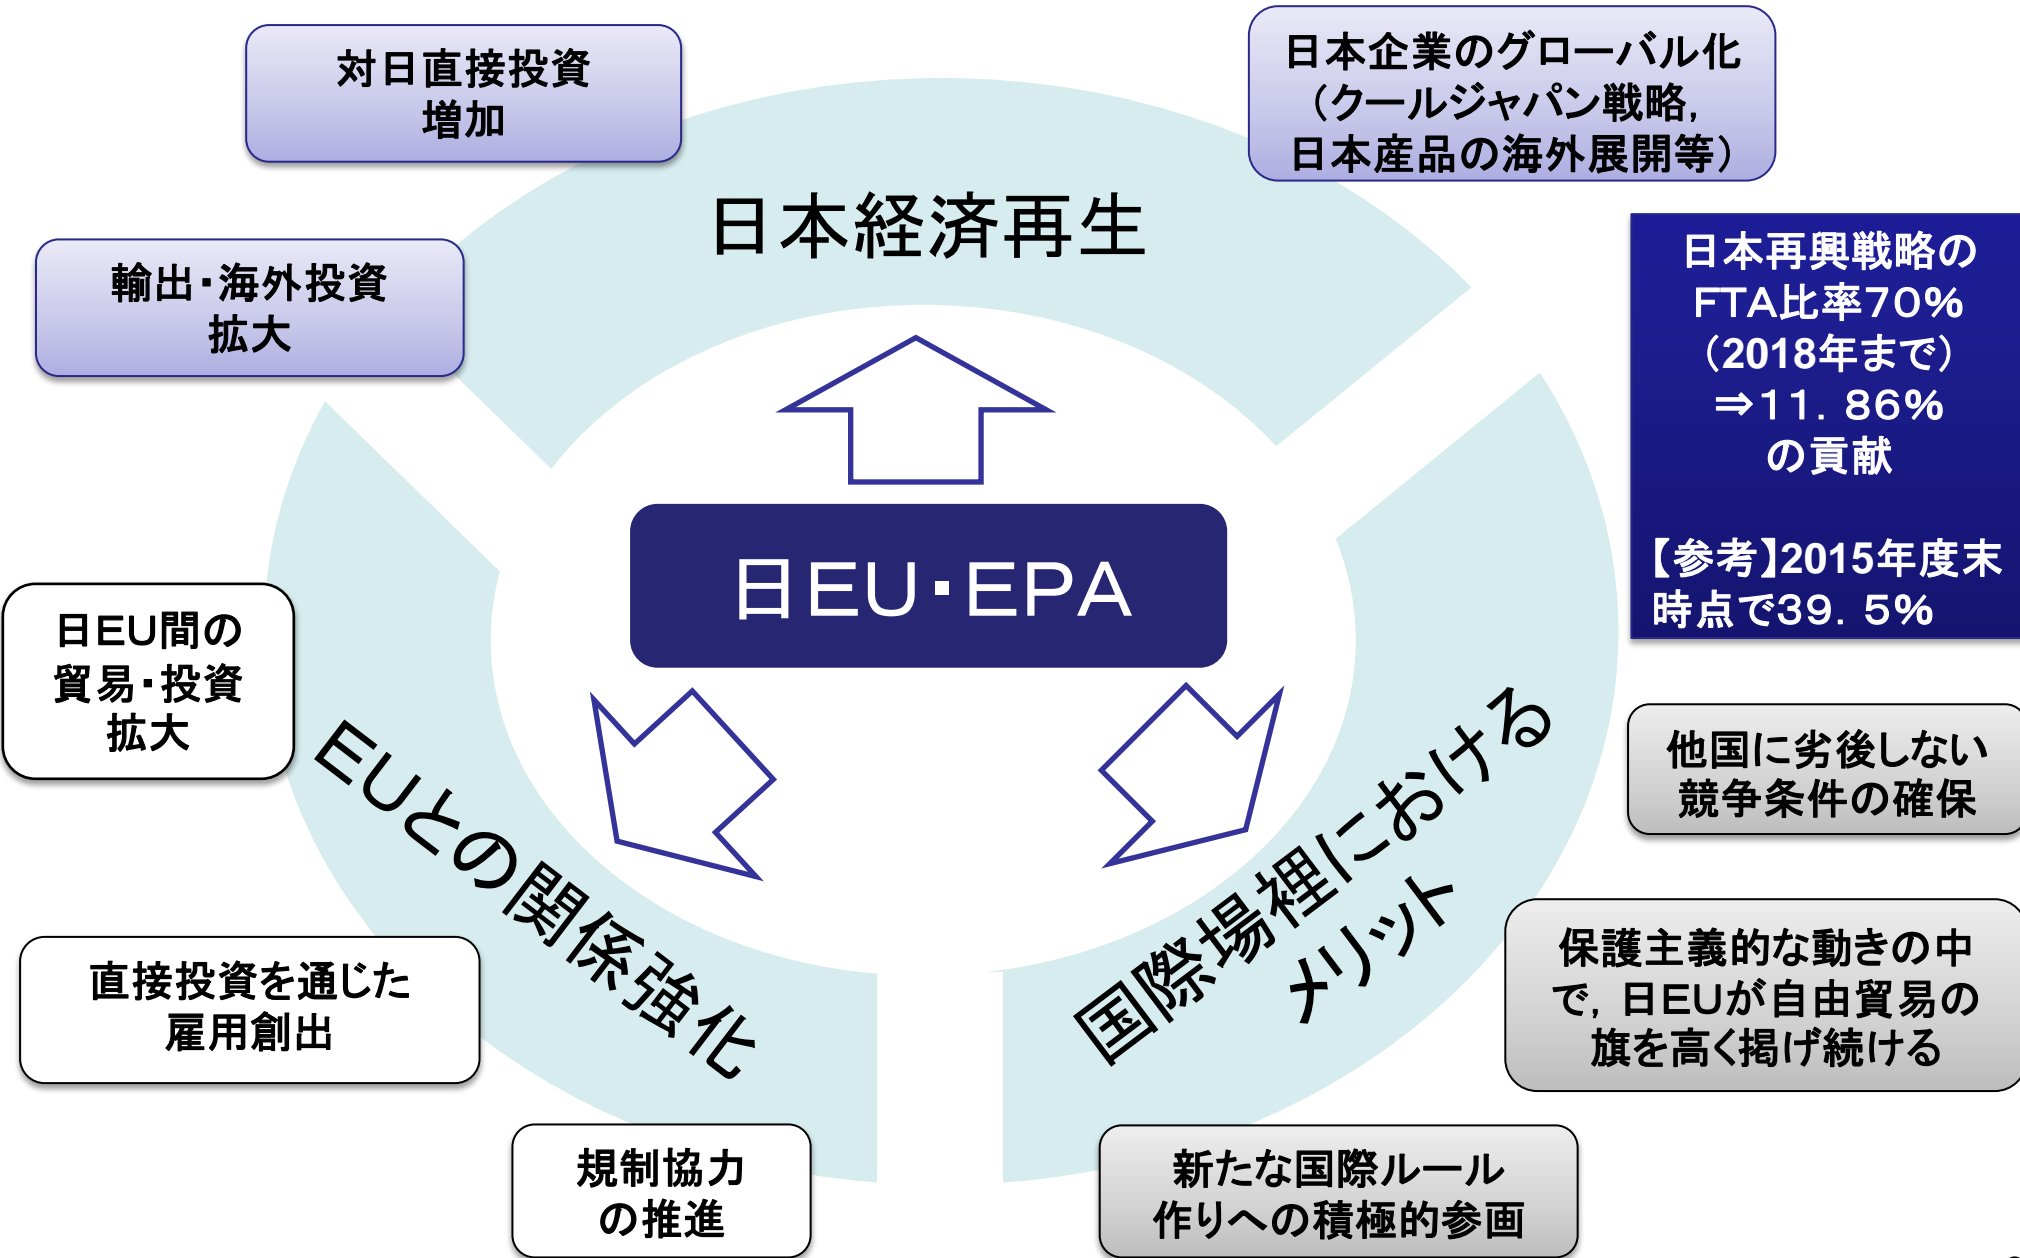 対日直接投資
増加
日本企業のグローバル化
（クールジャパン戦略，
日本産品の海外展開等）
日本経済再生
輸出・海外投資
拡大
日本再興戦略の
ＦＴＡ比率７０％
（2018年まで）
⇒１１．８６％
の貢献
【参考】2015年度末
時点で３９．５％
日ＥＵ・ＥＰＡ
日ＥＵ間の
貿易・投資
拡大
ＥＵとの関係強化
国際場裡における
メリット
他国に劣後しない
競争条件の確保
直接投資を通じた
雇用創出
保護主義的な動きの中
で，日ＥＵが自由貿易の
旗を高く掲げ続ける
規制協力
の推進
新たな国際ルール
作りへの積極的参画